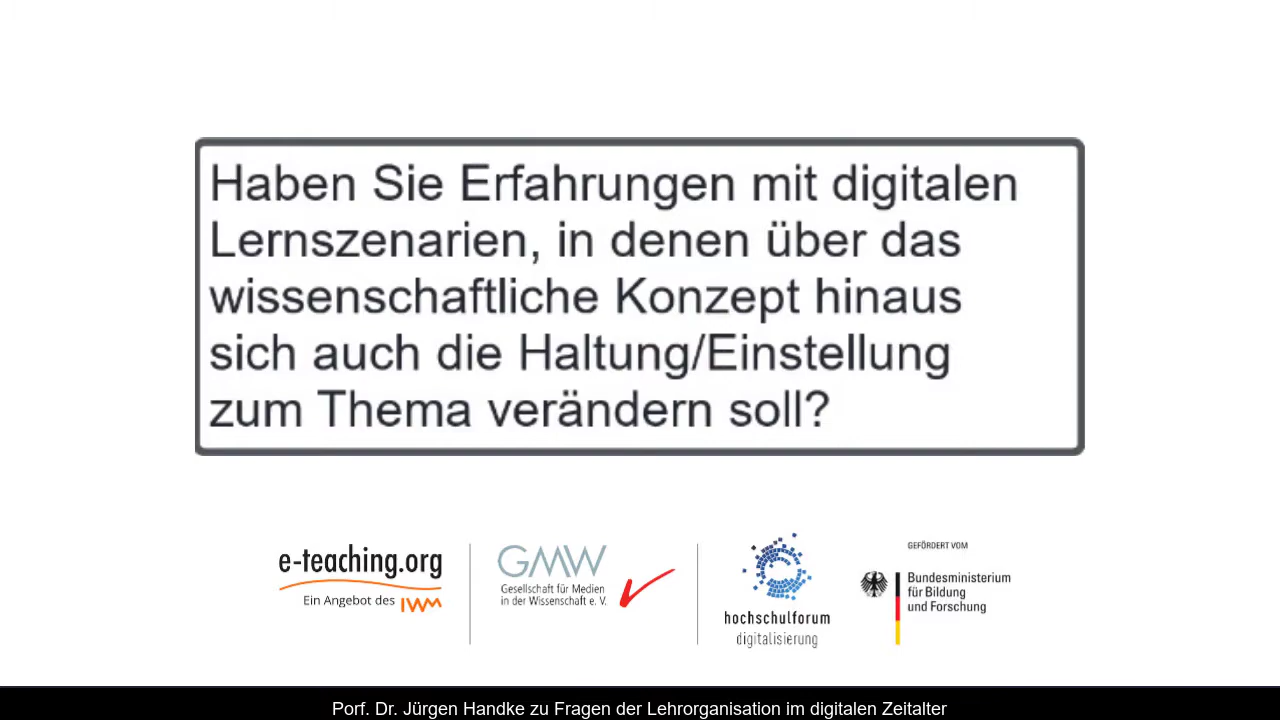 Haben Sie Erfahrungen mit digitalen
Lernszenarien, in denen über das
wissenschaftliche Konzept hinaus
sich auch die Haltung/Einstellung
zum Thema verändern soll?
e-teaching.org
Ein Angebot des IWM
GMW
Gesellschaft für Medien
in der Wissenschaft e. V.
hochschulforum
digitalisierung
GEFÖRDERT VOM
Bundesministerium
für Bildung
und Forschung
Porf. Dr. Jürgen Handke zu Fragen der Lehrorganisation im digitalen Zeitalter